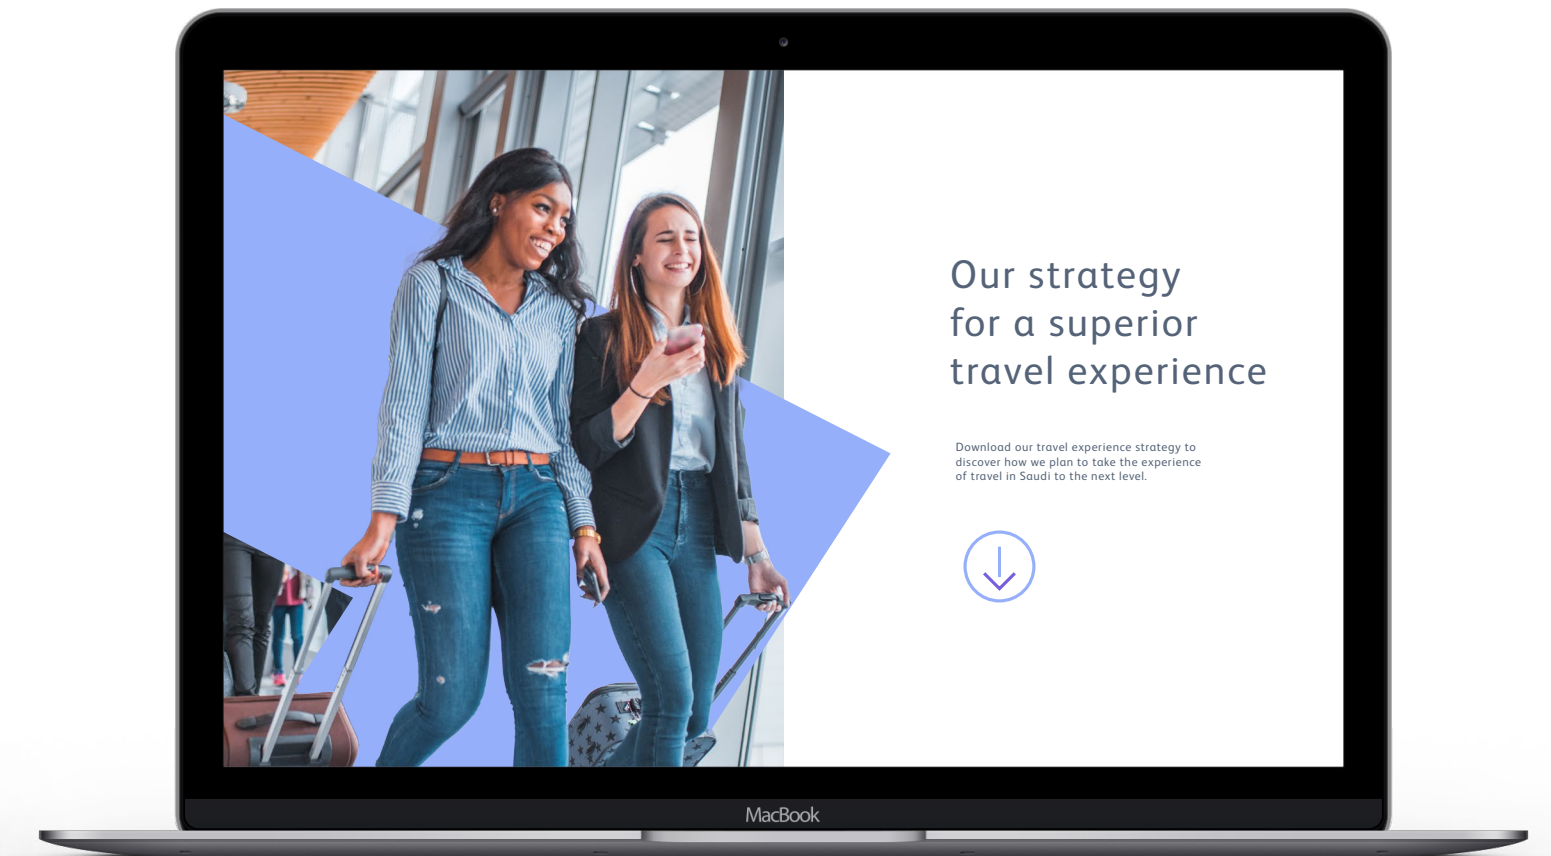 Our strategy
for a superior
travel experience
Download our travel experience strategy to
discover how we plan to take the experience
of travel in Saudi to the next level.
MacBook